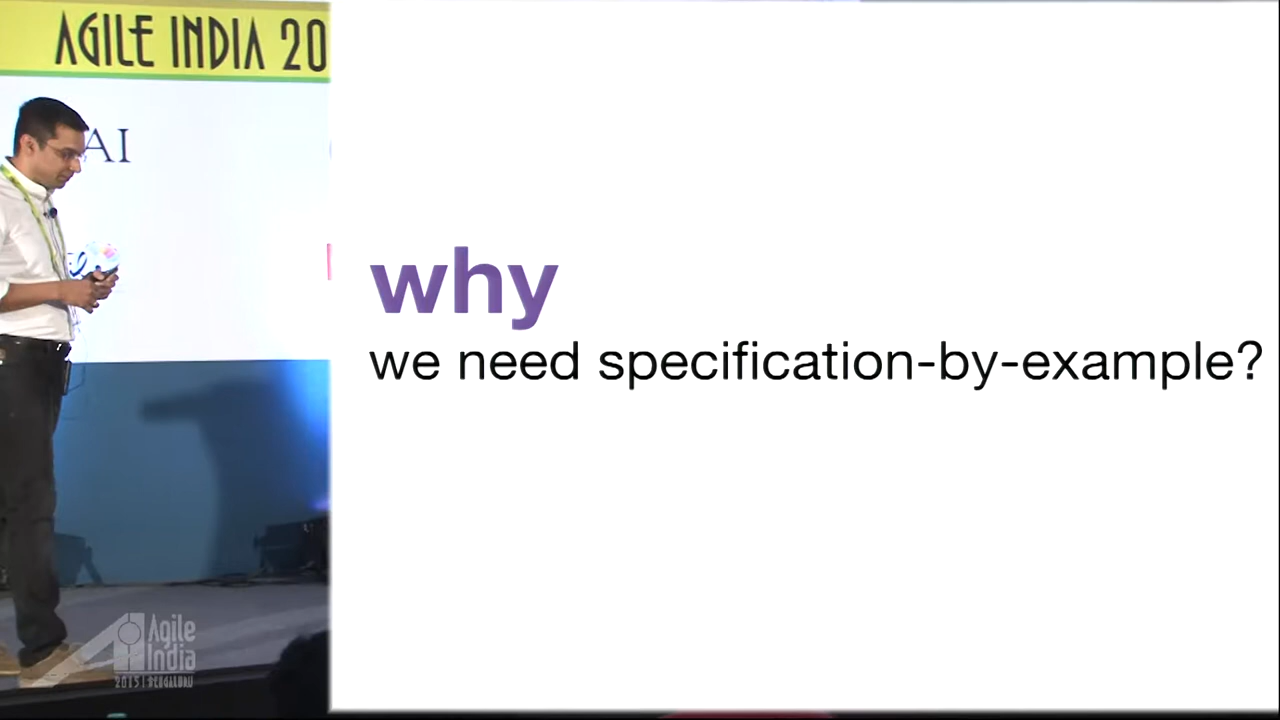 AGILE INDIA 20
AI
why
we need specification-by-example?
Agile
India
2015 | BENGALURU